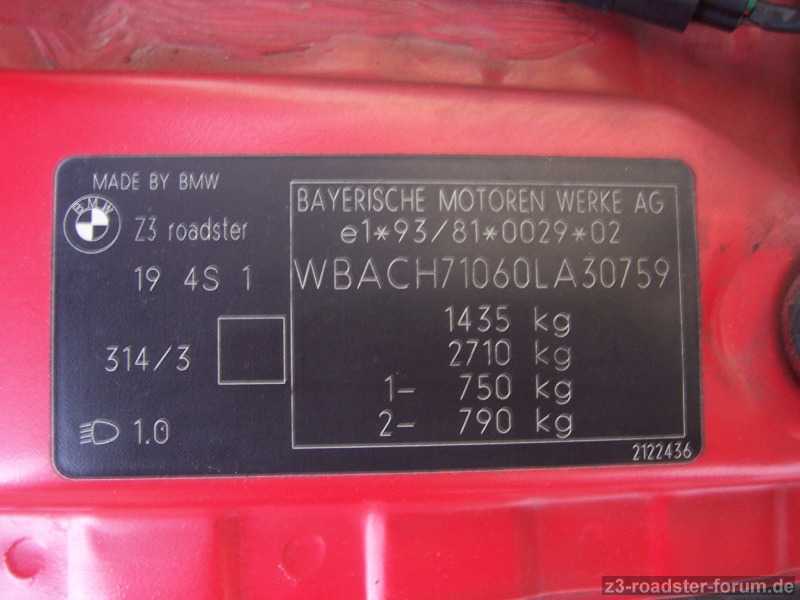 MADE BY BMW
BMW
Z3 roadster
19 4S 1
314/3
1.0
BAYERISCHE MOTOREN WERKE AG
e1*93/81*0029*02
WBACH71060LA30759
1435 kg
2710 kg
1- 750 kg
2- 790 kg
2122436
z3-roadster-forum.de